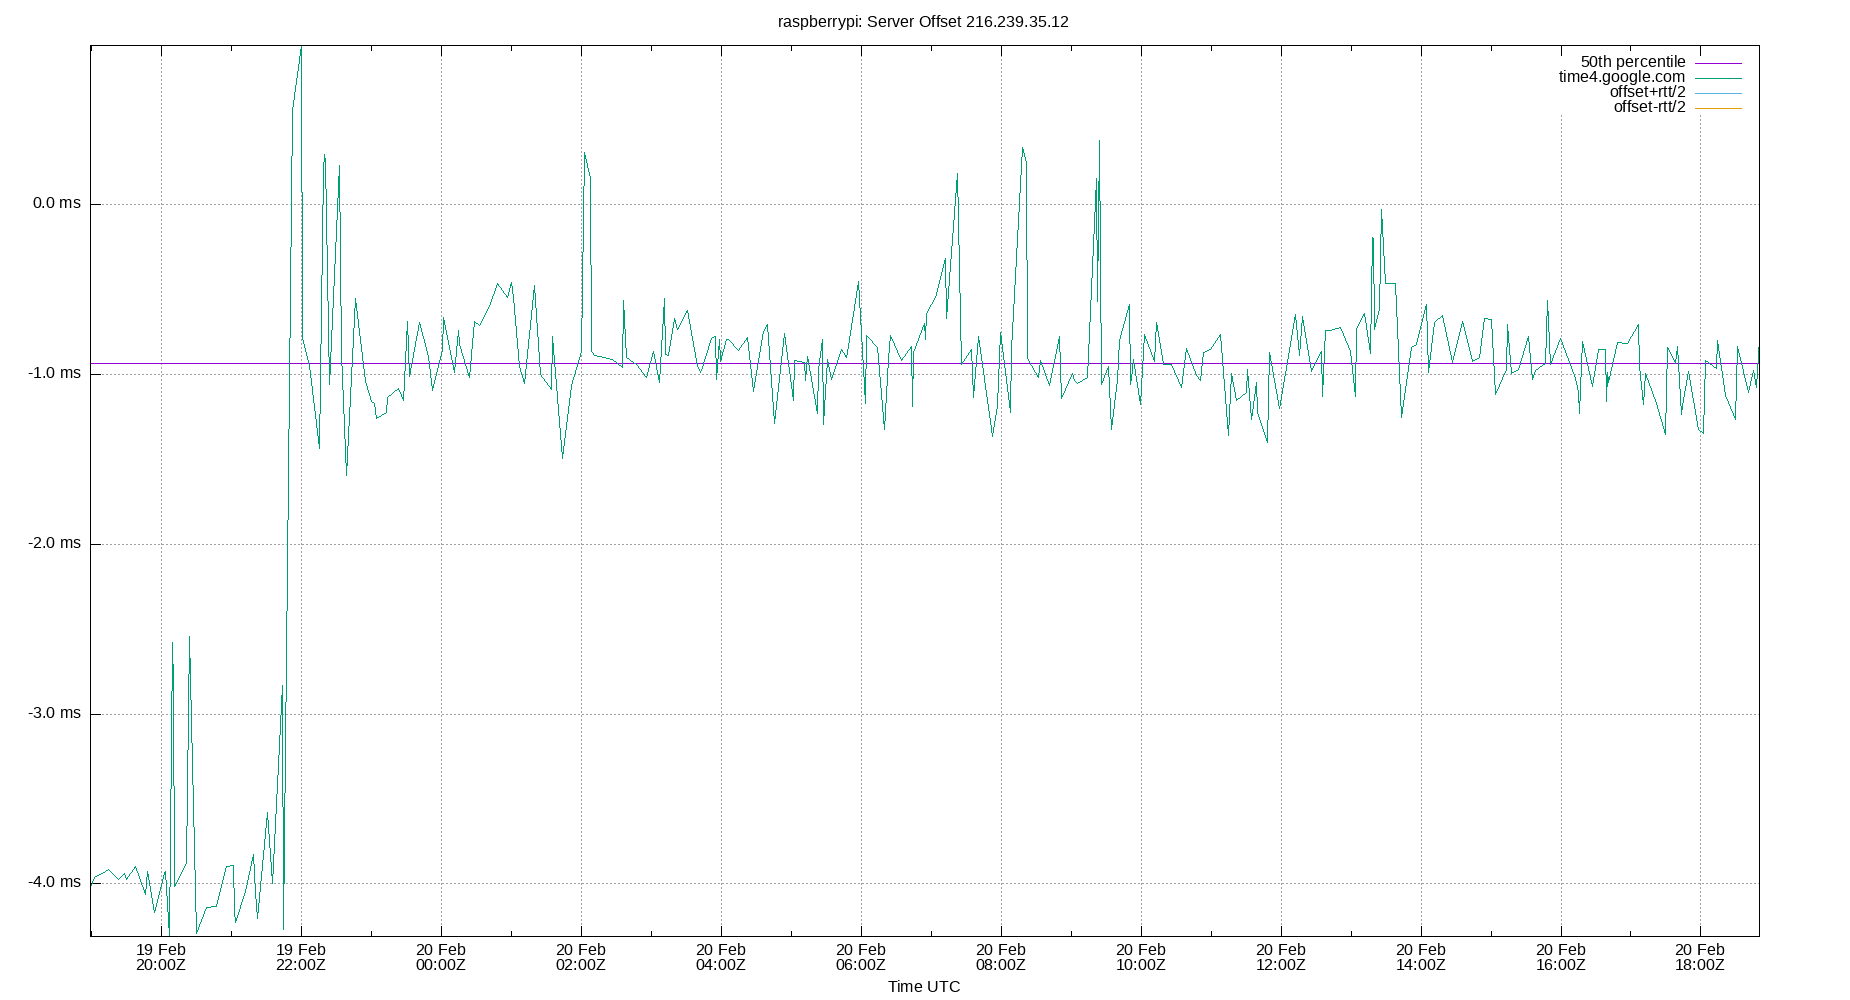 raspberrypi: Server Offset 216.239.35.12
50th percentile
time4.google.com
offset+rtt/2
offset-rtt/2
0.0 ms
-1.0 ms
-2.0 ms
-3.0 ms
-4.0 ms
19 Feb 19 Feb 20 Feb 20 Feb 20 Feb 20 Feb 20 Feb 20 Feb 20 Feb 20 Feb 20 Feb 20 Feb
20:00Z 22:00Z 00:00Z 02:00Z 04:00Z 06:00Z 08:00Z 10:00Z 12:00Z 14:00Z 16:00Z 18:00Z
Time UTC